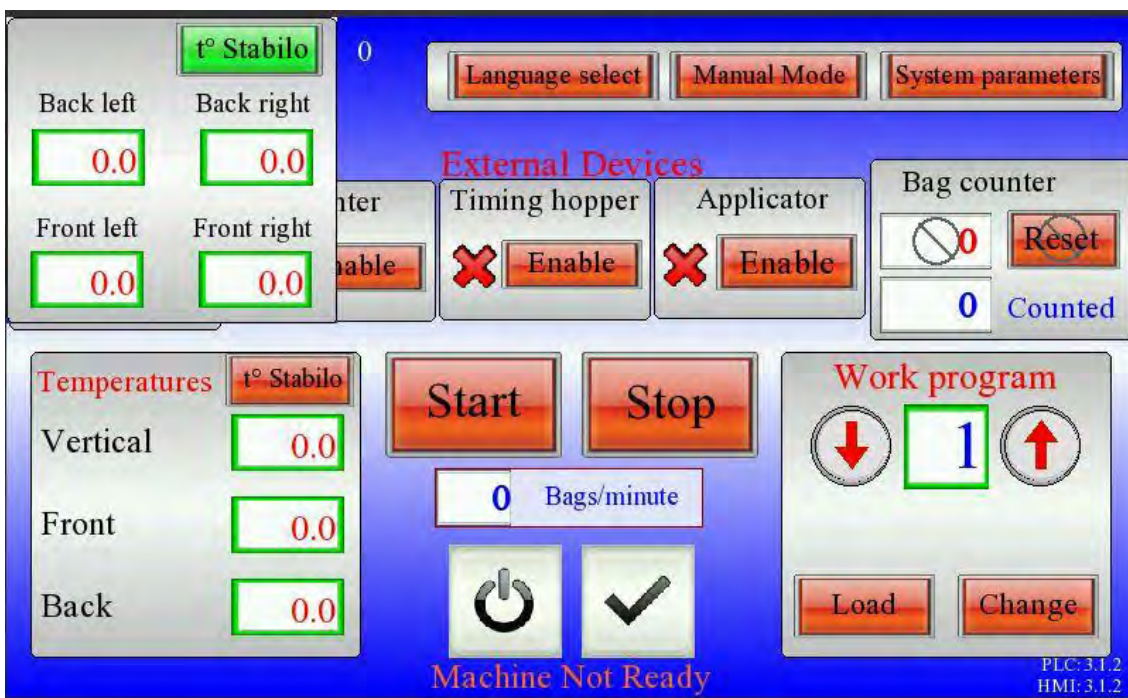 t° Stabilo
0
Language select
Manual Mode
System parameters
Back left
Back right
0.0
0.0
Front left
Front right
0.0
0.0
External Devices
Timing hopper
Enable
Applicator
Enable
Bag counter
0
Reset
0
Counted
Temperatures
t° Stabilo
Vertical
0.0
Front
0.0
Back
0.0
Start
Stop
0
Bags/minute
Machine Not Ready
Work program
1
Load
Change
PLC: 3.1.2
HMI: 3.1.2